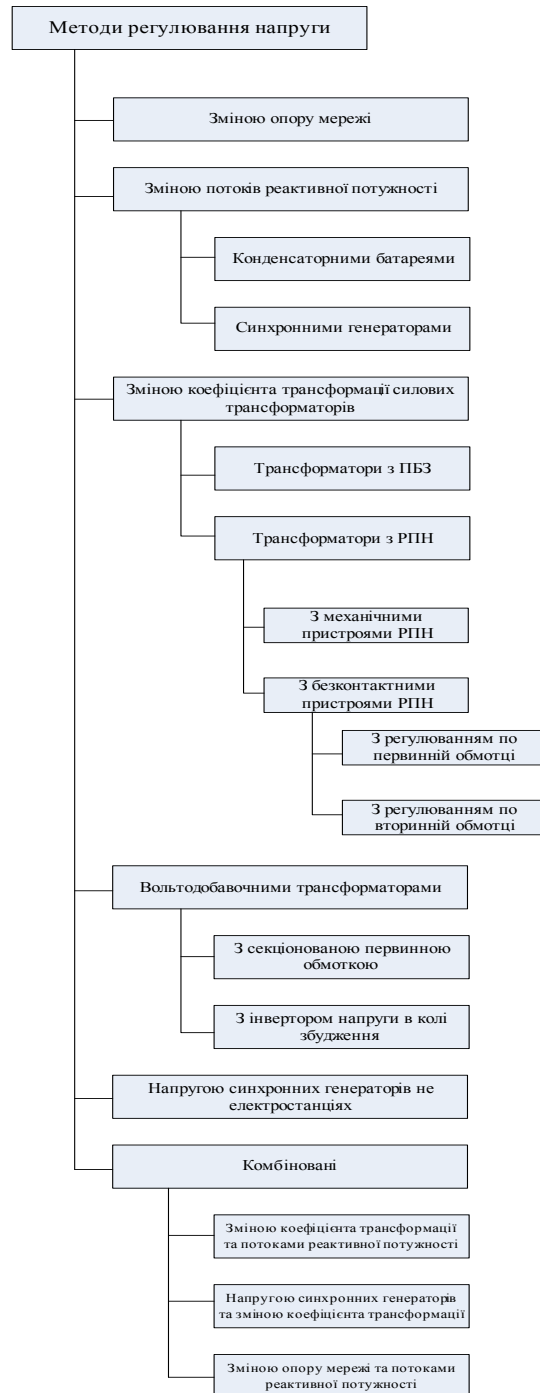 Методи регулювання напруги
Зміною опору мережі
Зміною потоків реактивної потужності
Конденсаторними батареями
Синхронними генераторами
Зміною коефіцієнта трансформації силових
трансформаторів
Трансформатори з ПБЗ
Трансформатори з РПН
З механічними
пристроями РПН
З безконтактними
пристроями РПН
З регулюванням по
первинній обмотці
З регулюванням по
вторинній обмотці
Вольтодобавочними трансформаторами
З секціонованою первинною
обмоткою
З інвертором напруги в колі
збудження
Напругою синхронних генераторів не
електростанціях
Комбіновані
Зміною коефіцієнта трансформації
та потоками реактивної потужності
Напругою синхронних генераторів
та зміною коефіцієнта трансформації
Зміною опору мережі та потоками
реактивної потужності